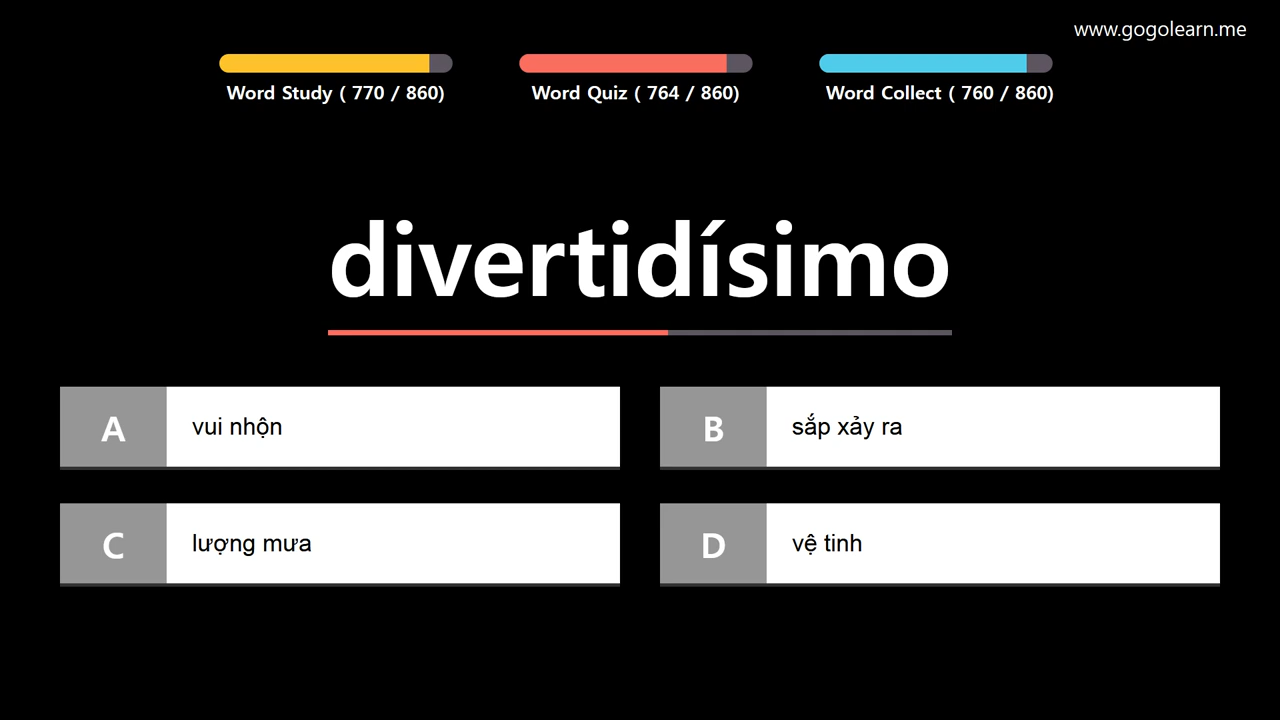 www.gogolearn.me
Word Study ( 770 / 860)
Word Quiz ( 764 / 860)
Word Collect ( 760 / 860)
divertidísimo
A
vui nhộn
B
sắp xảy ra
C
lượng mưa
D
vệ tinh